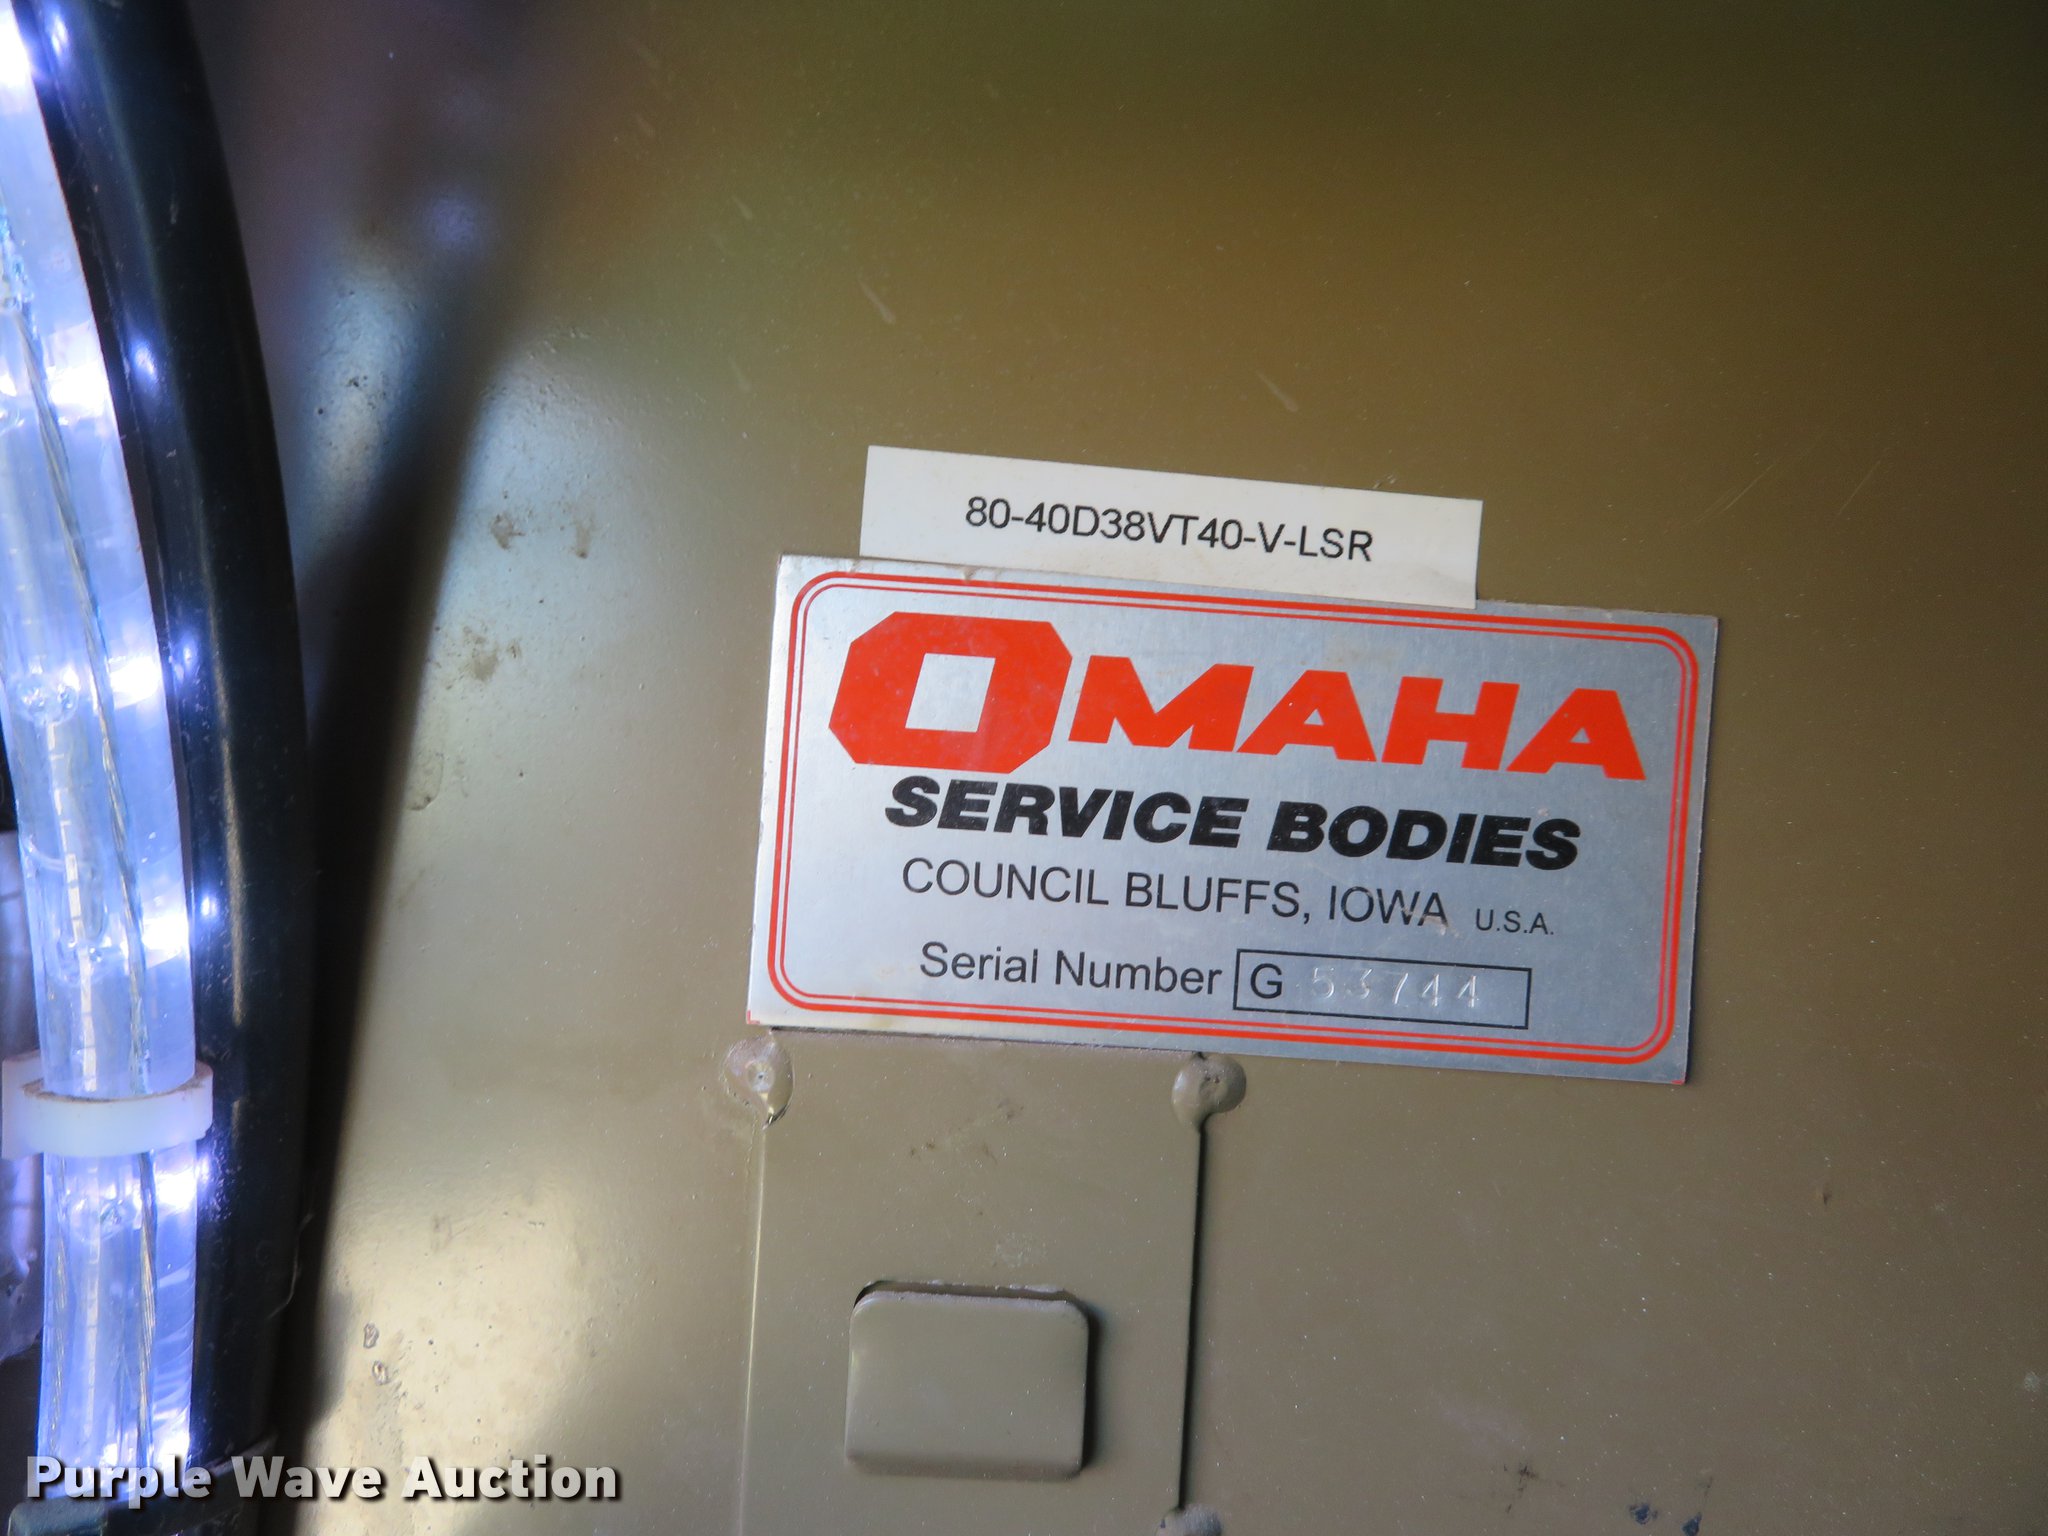 80-40D38VT40-V-LSR
OMAHA
SERVICE BODIES
COUNCIL BLUFFS, IOWA U.S.A.
Serial Number G 53744
Purple Wave Auction